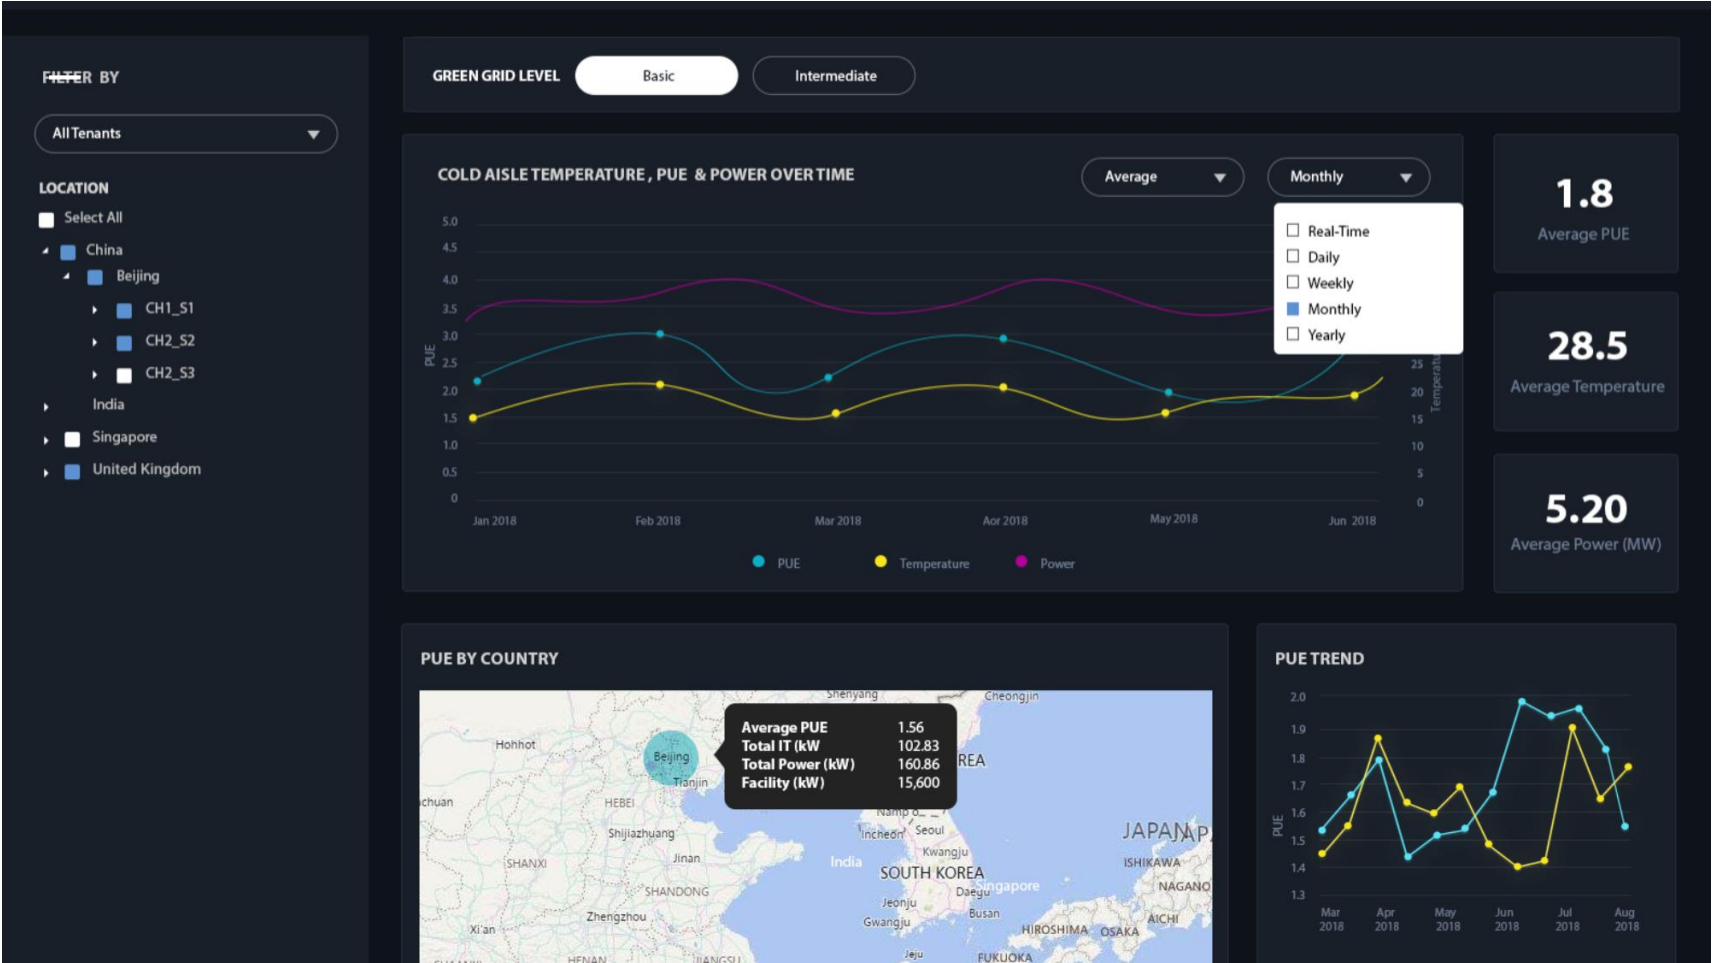 FILTER BY
All Tenants
LOCATION
Select All
China
Beijing
CH1_S1
CH2_S2
CH2_S3
India
Singapore
United Kingdom
GREEN GRID LEVEL
Basic
Intermediate
COLD AISLE TEMPERATURE , PUE & POWER OVER TIME
Average
Monthly
Real-Time
Daily
Weekly
Monthly
Yearly
PUE
5.0
4.5
4.0
3.5
3.0
2.5
2.0
1.5
1.0
0.5
0
25
20
15
10
5
0
Jan 2018
Feb 2018
Mar 2018
Aor 2018
May 2018
Jun 2018
PUE
Temperature
Power
1.8
Average PUE
28.5
Average Temperature
5.20
Average Power (MW)
PUE BY COUNTRY
Shenyang
Cheongjin
Hohhot
Beijing
Tianjin
Average PUE 1.56
Total IT (kW 102.83
Total Power (kW) 160.86
Facility (kW) 15,600
REA
chuan
HEBEI
Shijiazhuang
Incheon
Seoul
JAPAN
SHANXI
Jinan
India
Kwangju
ISHIKAWA
SOUTH KOREA
SHANDONG
Daegu
Singapore
NAGANO
Jeonju
Zhengzhou
Gwangju
Busan
AICHI
Xi'an
HIROSHIMA
OSAKA
HENAN
JIANGSU
Jeju
FUKUOKA
PUE TREND
PUE
2.0
1.9
1.8
1.7
1.6
1.5
1.4
1.3
Mar 2018
Apr 2018
May 2018
Jun 2018
Jul 2018
Aug 2018